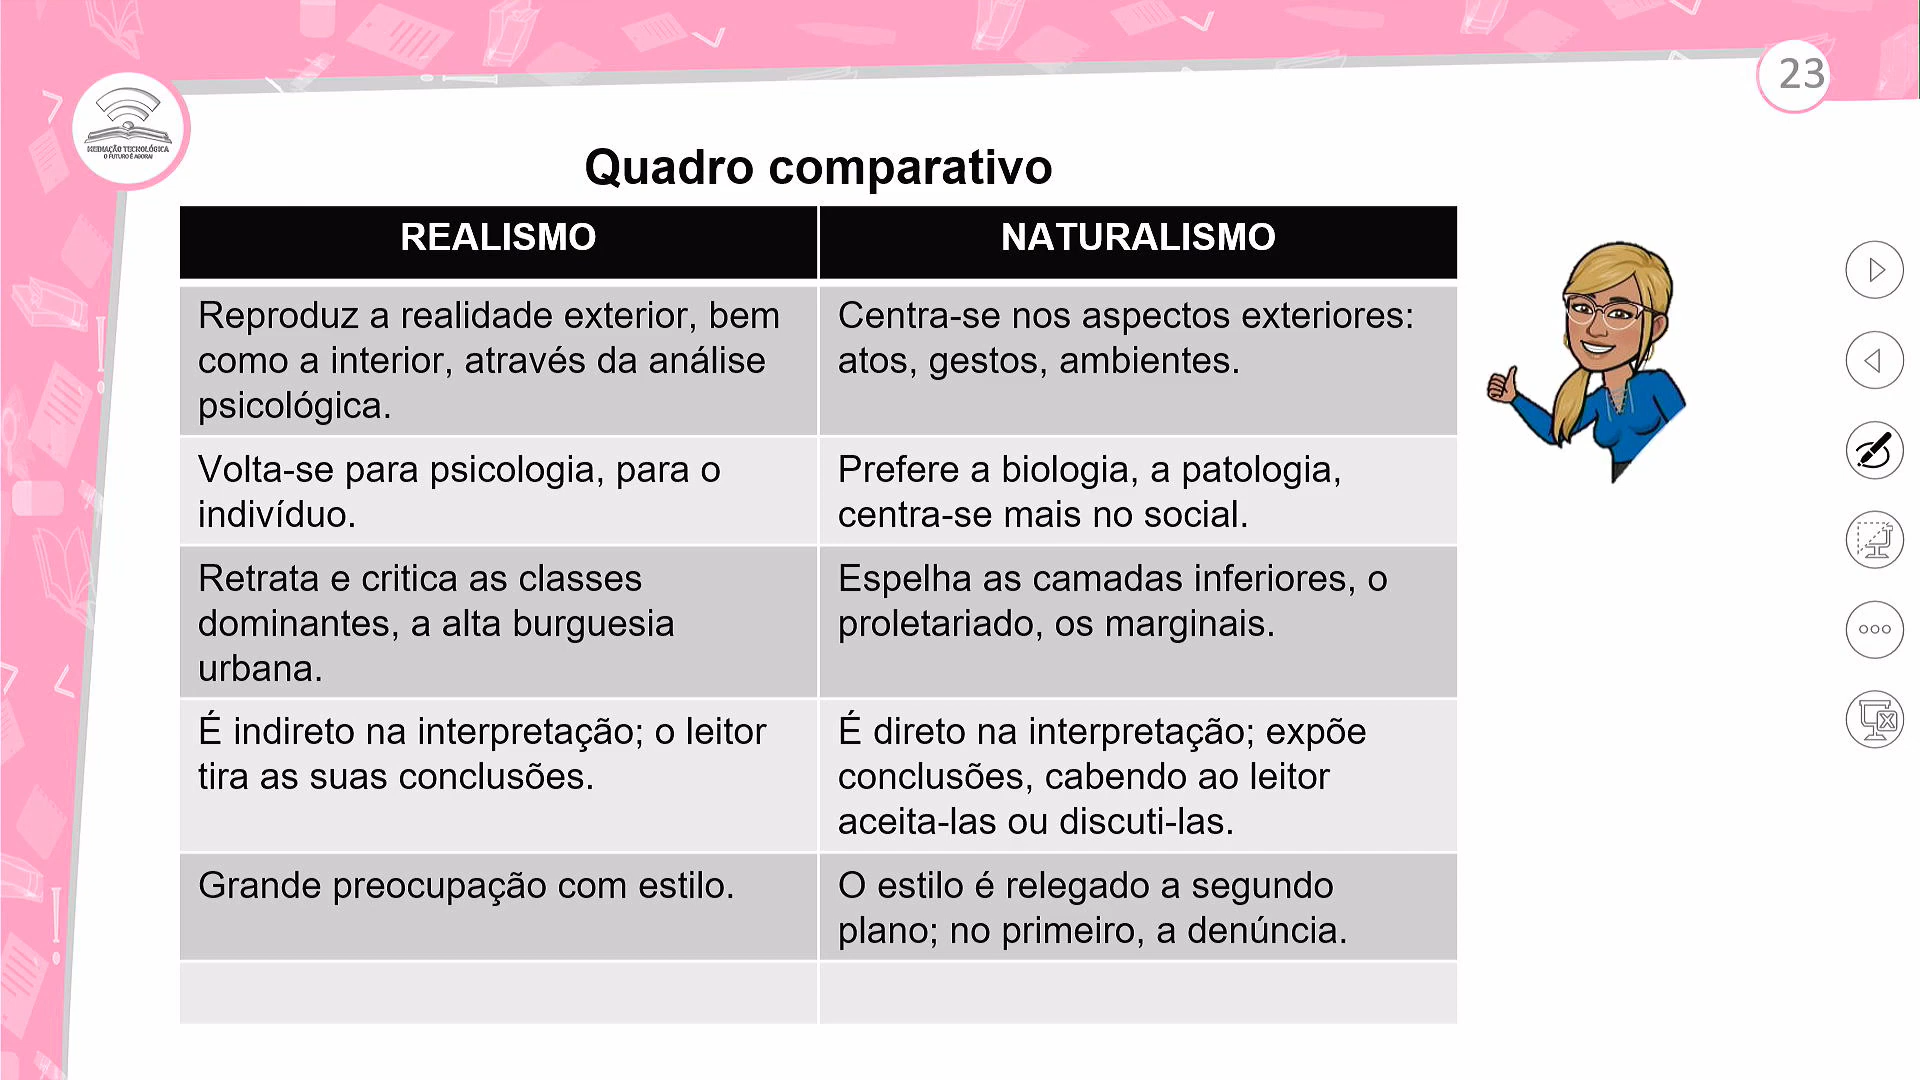 23
MEDIAÇÃO TECNOLÓGICA
O FUTURO É AGORA!
Quadro comparativo
REALISMO
NATURALISMO
Reproduz a realidade exterior, bem
como a interior, através da análise
psicológica.
Centra-se nos aspectos exteriores:
atos, gestos, ambientes.
Volta-se para psicologia, para o
indivíduo.
Prefere a biologia, a patologia,
centra-se mais no social.
Retrata e critica as classes
dominantes, a alta burguesia
urbana.
Espelha as camadas inferiores, o
proletariado, os marginais.
É indireto na interpretação; o leitor
tira as suas conclusões.
É direto na interpretação; expõe
conclusões, cabendo ao leitor
aceita-las ou discuti-las.
Grande preocupação com estilo.
O estilo é relegado a segundo
plano; no primeiro, a denúncia.